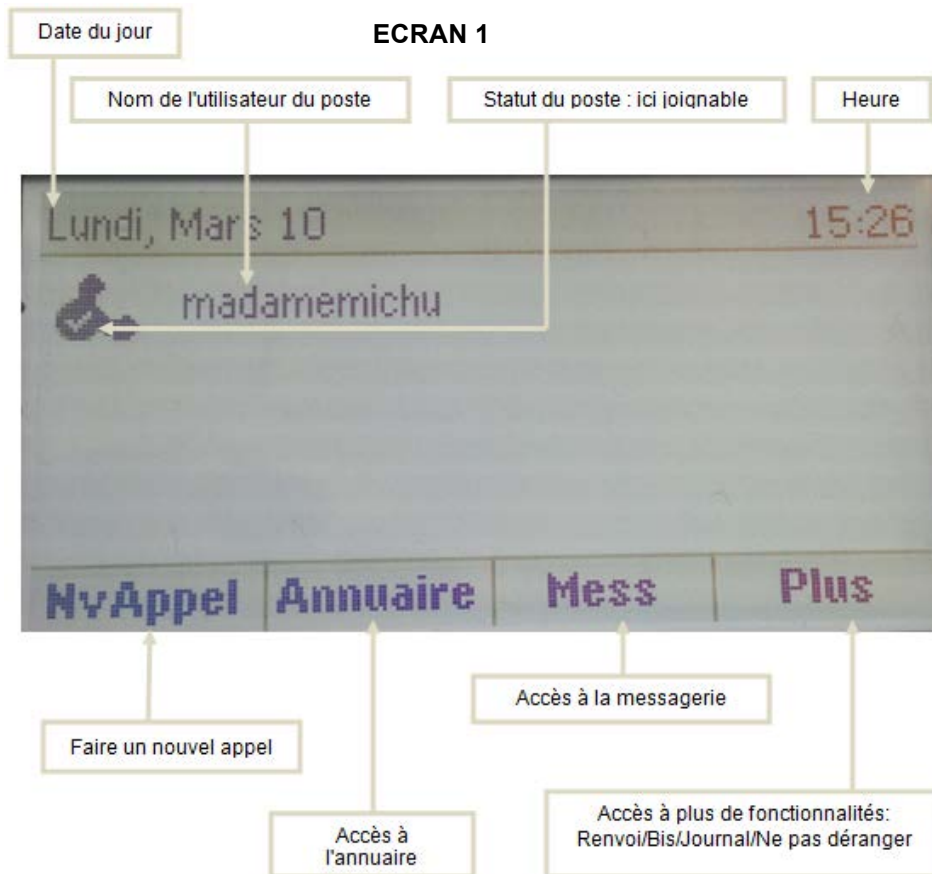 Date du jour
ECRAN 1
Nom de l'utilisateur du poste
Statut du poste : ici joignable
Heure
Lundi, Mars 10
15:26
madamemichu
NvAppel
Annuaire
Mess
Plus
Accès à la messagerie
Faire un nouvel appel
Accès à
l'annuaire
Accès à plus de fonctionnalités:
Renvoi/Bis/Journal/Ne pas déranger